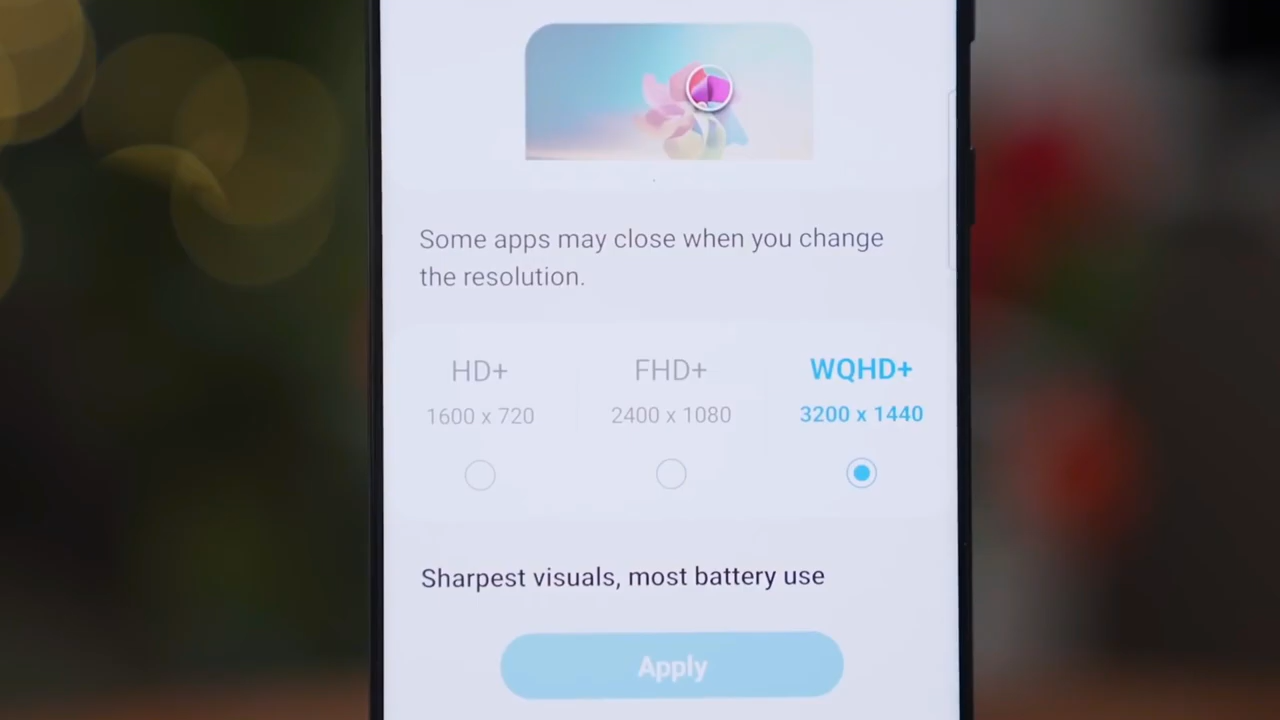 Some apps may close when you change
the resolution.
HD+ FHD+ WQHD+
1600 x 720 2400 x 1080 3200 x 1440
Sharpest visuals, most battery use
Apply